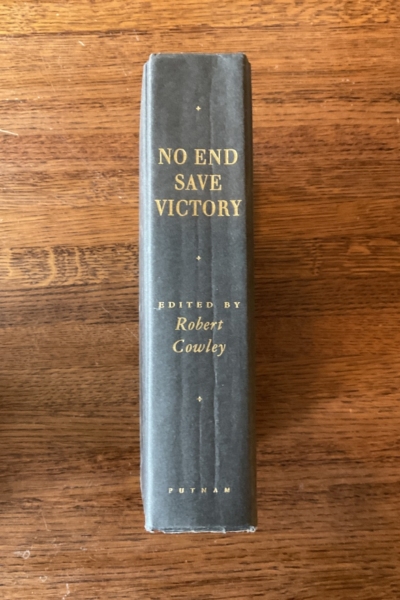 NO END
SAVE
VICTORY
EDITED BY
Robert
Cowley
PUTNAM